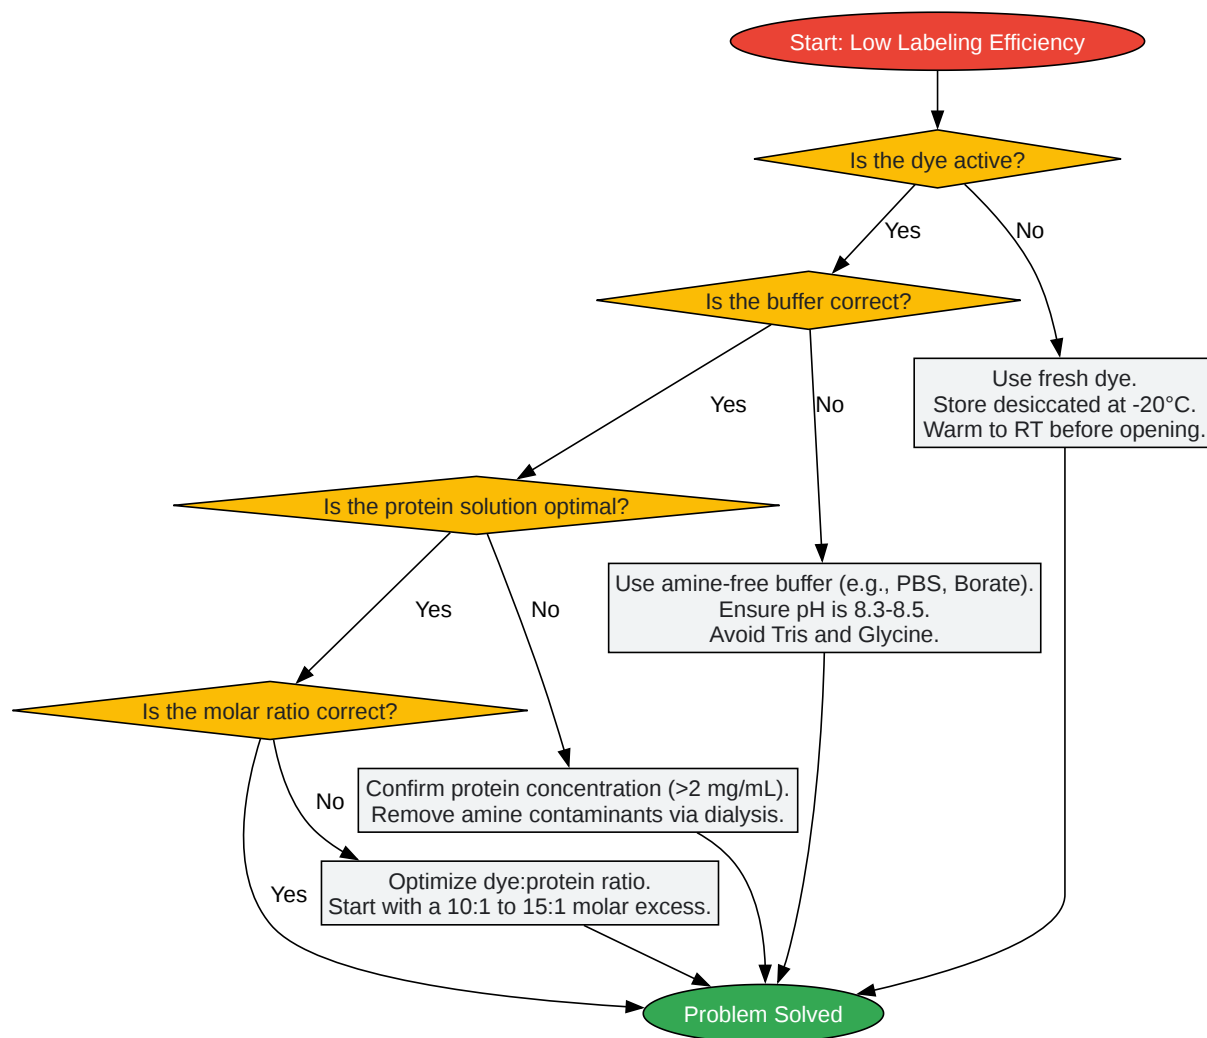 Start: Low Labeling Efficiency
Is the dye active?
Yes
No
Is the buffer correct?
Use fresh dye.
Store desiccated at -20°C.
Warm to RT before opening.
Yes
No
Is the protein solution optimal?
Use amine-free buffer (e.g., PBS, Borate).
Ensure pH is 8.3-8.5.
Avoid Tris and Glycine.
Yes
No
Is the molar ratio correct?
Confirm protein concentration (>2 mg/mL).
Remove amine contaminants via dialysis.
No
Yes
Optimize dye:protein ratio.
Start with a 10:1 to 15:1 molar excess.
Problem Solved